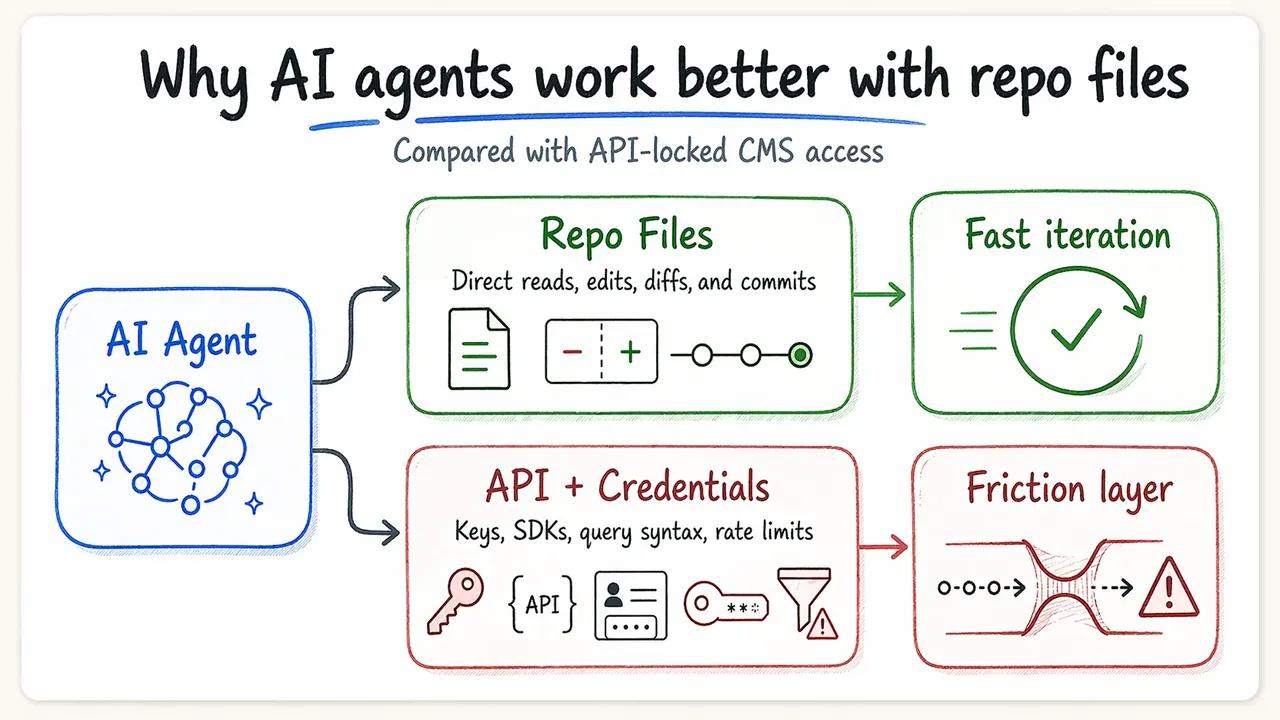 Why AI agents work better with repo files
Compared with API-locked CMS access
AI Agent
Repo Files
Direct reads, edits, diffs, and commits
Fast iteration
API + Credentials
Keys, SDKs, query syntax, rate limits
{API}
Friction layer